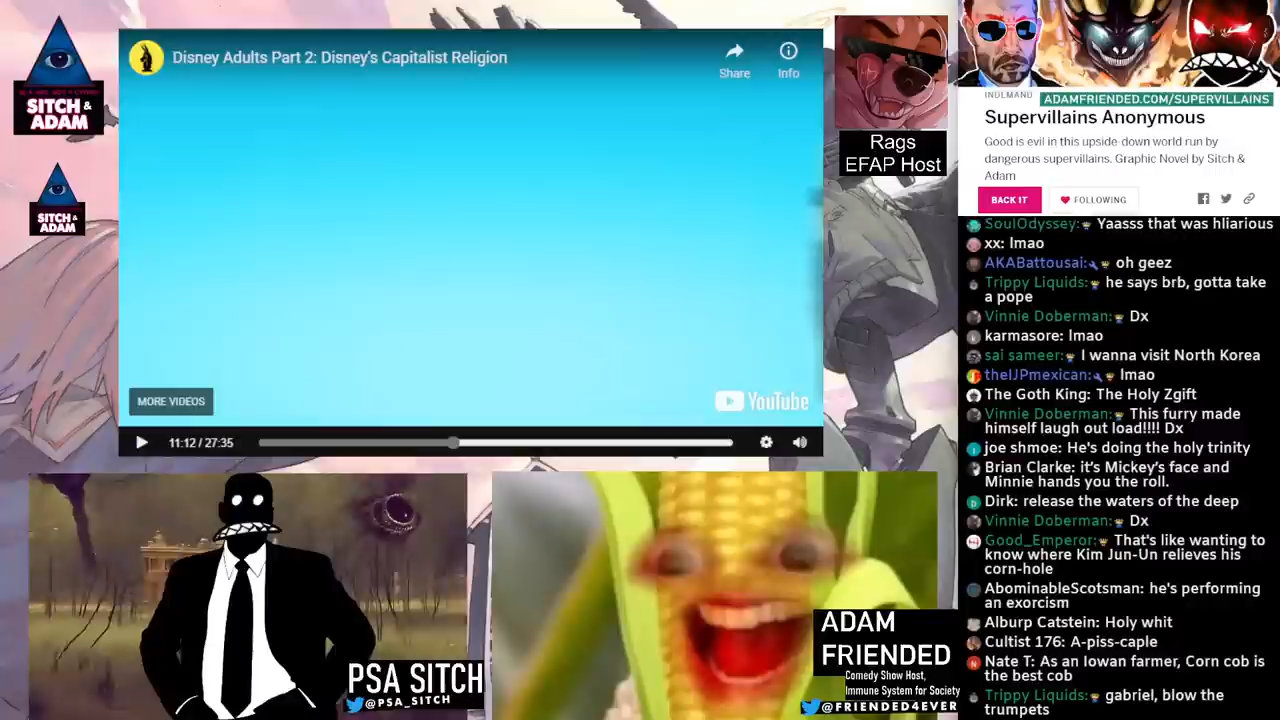 SITCH &
ADAM
SITCH &
ADAM
Disney Adults Part 2: Disney's Capitalist Religion
Share
Info
MORE VIDEOS
YouTube
11:12 / 27:35
Rags
EFAP Host
INDEMAND
ADAMFRIENDED.COM/SUPERVILLAINS
Supervillains Anonymous
Good is evil in this upside-down world run by
dangerous supervillains. Graphic Novel by Sitch &
Adam
BACK IT
FOLLOWING
SoulOdyssey: Yaasss that was hliarious
xx: lmao
AKABattousai: oh geez
Trippy Liquids: he says brb, gotta take
a pope
Vinnie Doberman: Dx
karmasore: lmao
sai sameer: I wanna visit North Korea
theIJPmexican: lmao
The Goth King: The Holy Zgift
Vinnie Doberman: This furry made
himself laugh out load!!!! Dx
joe shmoe: He's doing the holy trinity
Brian Clarke: it's Mickey's face and
Minnie hands you the roll.
Dirk: release the waters of the deep
Vinnie Doberman: Dx
Good_Emperor: That's like wanting to
know where Kim Jun-Un relieves his
corn-hole
AbominableScotsman: he's performing
an exorcism
Alburp Catstein: Holy whit
Cultist 176: A-piss-caple
Nate T: As an Iowan farmer, Corn cob is
the best cob
Trippy Liquids: gabriel, blow the
trumpets
PSA SITCH
@PSA_SITCH
ADAM
FRIENDED
Comedy Show Host,
Immune System for Society
@FRIENDED4EVER